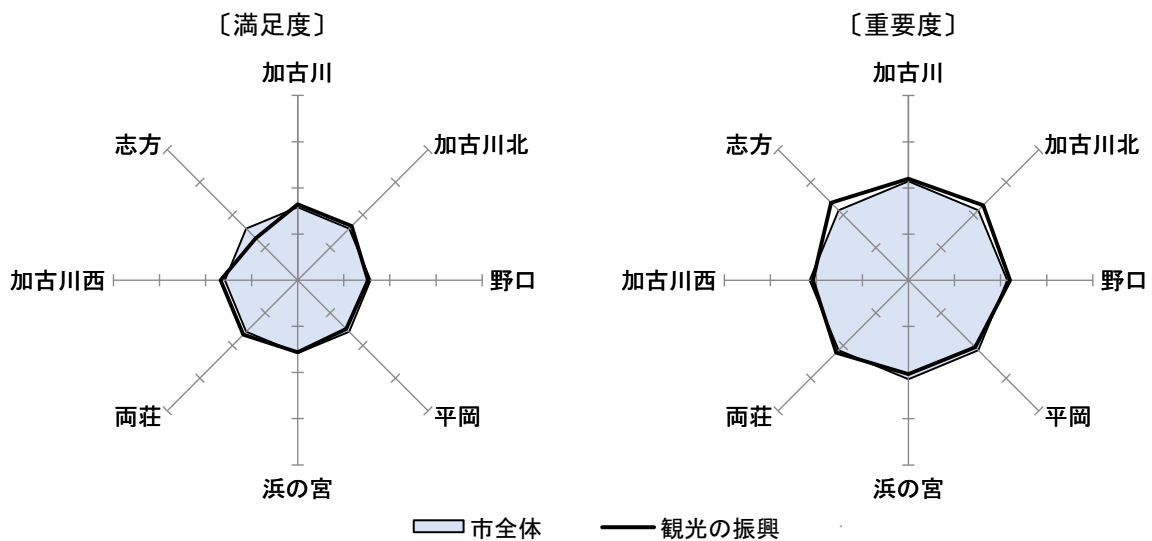 〔満足度〕
加古川
加古川北
野口
平岡
浜の宮
両荘
加古川西
志方
〔重要度〕
加古川
加古川北
野口
平岡
浜の宮
両荘
加古川西
志方
市全体
観光の振興